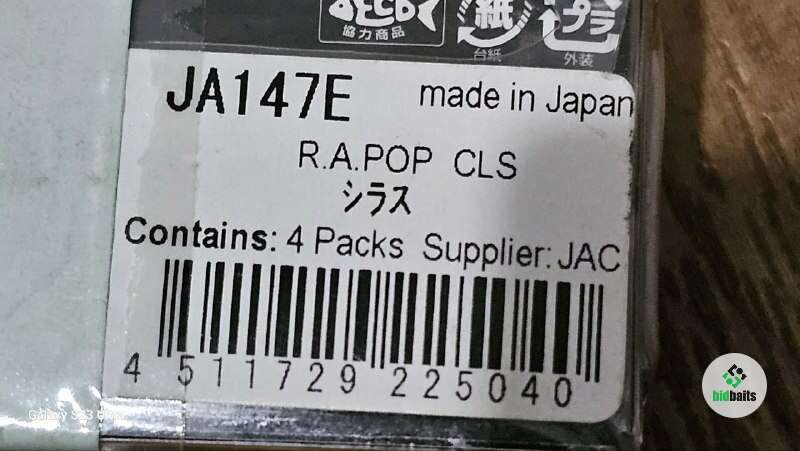 協力商品
紙
プラ
台紙
外装
JA147E made in Japan
R.A.POP CLS
シラス
Contains: 4 Packs Supplier: JAC
4 511729 225040
bidbaits